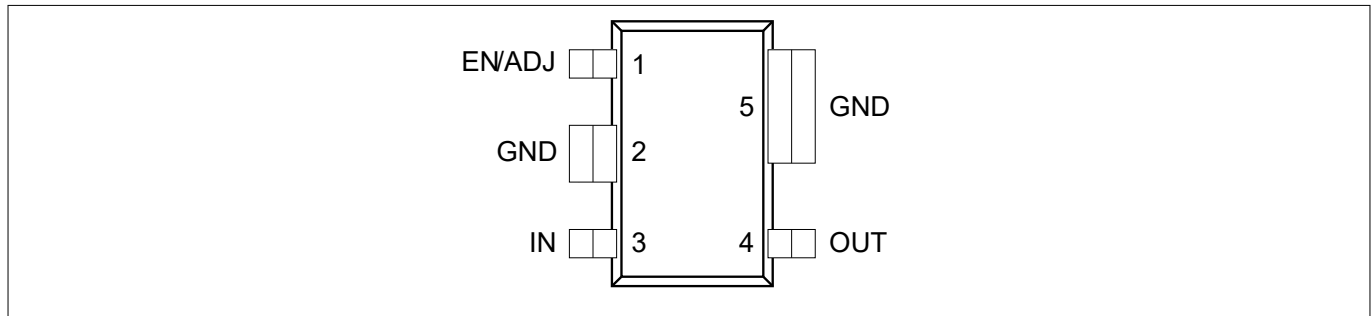 EN/ADJ 1
5 GND
GND 2
IN 3
4 OUT